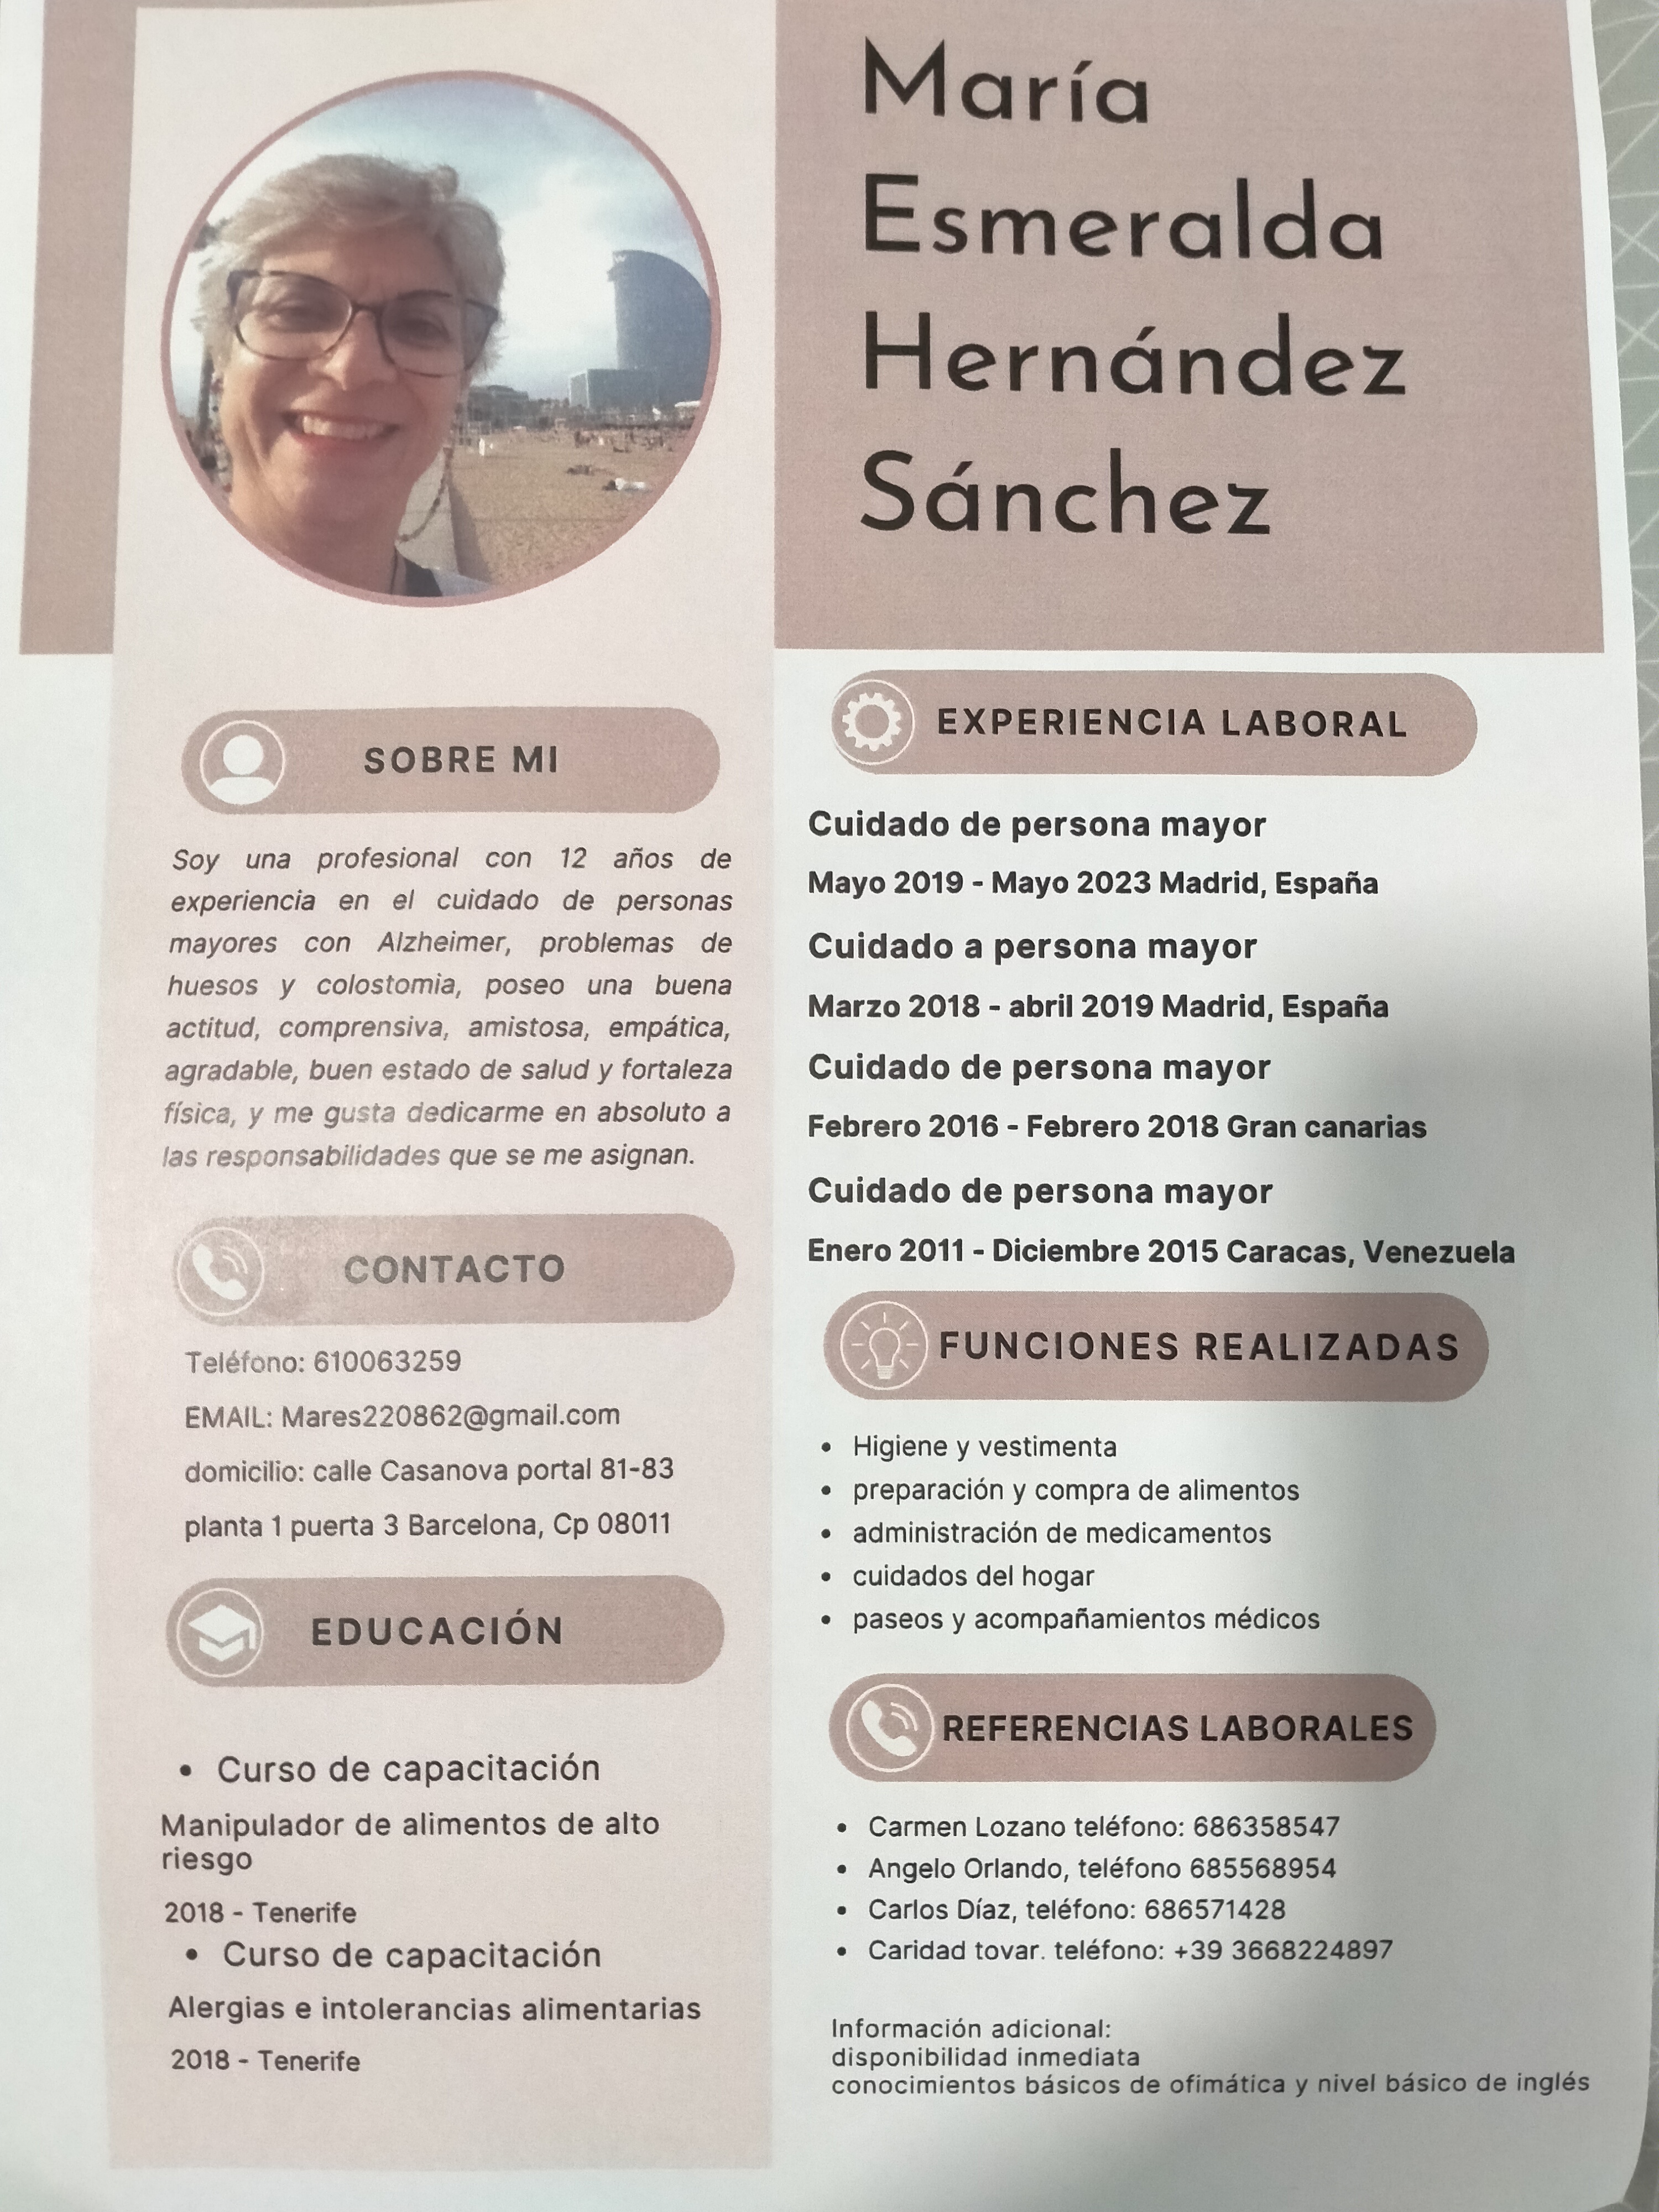 María
Esmeralda
Hernández
Sánchez
SOBRE MI
Soy una profesional con 12 años de
experiencia en el cuidado de personas
mayores con Alzheimer, problemas de
huesos y colostomia, poseo una buena
actitud, comprensiva, amistosa, empática,
agradable, buen estado de salud y fortaleza
física, y me gusta dedicarme en absoluto a
las responsabilidades que se me asignan.
CONTACTO
Teléfono: 610063259
EMAIL: Mares220862@gmail.com
domicilio: calle Casanova portal 81-83
planta 1 puerta 3 Barcelona, Cp 08011
EDUCACIÓN
• Curso de capacitación
Manipulador de alimentos de alto
riesgo
2018 - Tenerife
• Curso de capacitación
Alergias e intolerancias alimentarias
2018 - Tenerife
EXPERIENCIA LABORAL
Cuidado de persona mayor
Mayo 2019 - Mayo 2023 Madrid, España
Cuidado a persona mayor
Marzo 2018 - abril 2019 Madrid, España
Cuidado de persona mayor
Febrero 2016 - Febrero 2018 Gran canarias
Cuidado de persona mayor
Enero 2011 - Diciembre 2015 Caracas, Venezuela
FUNCIONES REALIZADAS
• Higiene y vestimenta
• preparación y compra de alimentos
• administración de medicamentos
• cuidados del hogar
• paseos y acompañamientos médicos
REFERENCIAS LABORALES
• Carmen Lozano teléfono: 686358547
• Angelo Orlando, teléfono 685568954
• Carlos Díaz, teléfono: 686571428
• Caridad tovar. teléfono: +39 3668224897
Información adicional:
disponibilidad inmediata
conocimientos básicos de ofimática y nivel básico de inglés